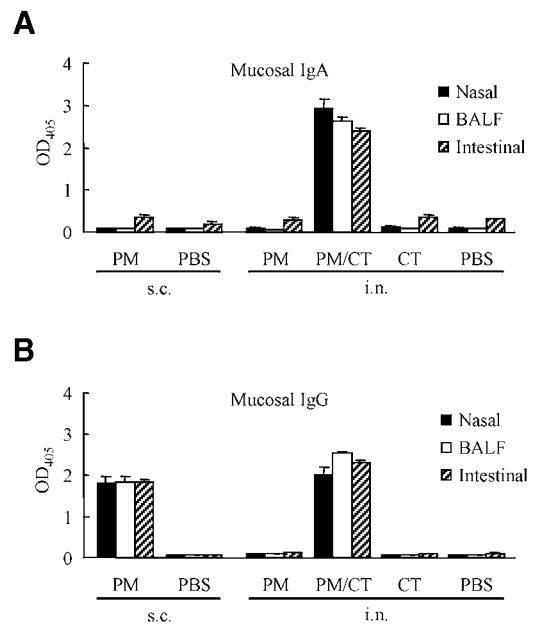 A
Mucosal IgA
4
3
2
1
0
OD405
Nasal
BALF
Intestinal
PM PBS PM PM/CT CT PBS
s.c. i.n.
B
Mucosal IgG
4
3
2
1
0
OD405
Nasal
BALF
Intestinal
PM PBS PM PM/CT CT PBS
s.c. i.n.